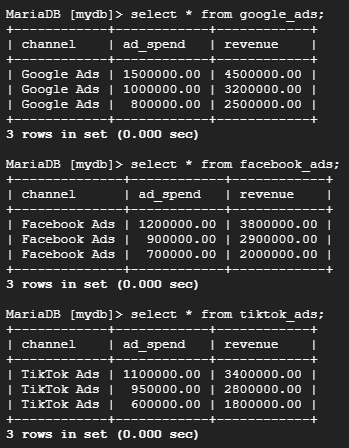 MariaDB [mydb]> select * from google_ads;
+------------+------------+------------+
| channel    | ad_spend   | revenue    |
+------------+------------+------------+
| Google Ads | 1500000.00 | 4500000.00 |
| Google Ads | 1000000.00 | 3200000.00 |
| Google Ads |  800000.00 | 2500000.00 |
+------------+------------+------------+
3 rows in set (0.000 sec)

MariaDB [mydb]> select * from facebook_ads;
+--------------+------------+------------+
| channel      | ad_spend   | revenue    |
+--------------+------------+------------+
| Facebook Ads | 1200000.00 | 3800000.00 |
| Facebook Ads |  900000.00 | 2900000.00 |
| Facebook Ads |  700000.00 | 2000000.00 |
+--------------+------------+------------+
3 rows in set (0.000 sec)

MariaDB [mydb]> select * from tiktok_ads;
+------------+------------+------------+
| channel    | ad_spend   | revenue    |
+------------+------------+------------+
| TikTok Ads | 1100000.00 | 3400000.00 |
| TikTok Ads |  950000.00 | 2800000.00 |
| TikTok Ads |  600000.00 | 1800000.00 |
+------------+------------+------------+
3 rows in set (0.000 sec)